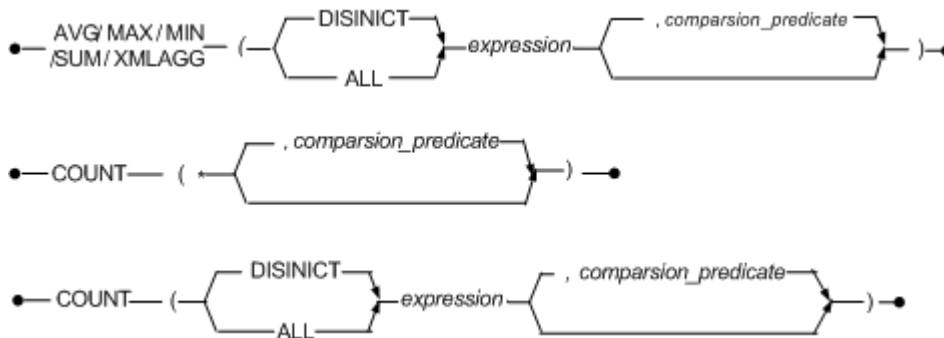 DISINICT , comparsion_predicate
AVG/ MAX / MIN
/SUM / XMLAGG ( expression )
ALL
, comparsion_predicate
COUNT ( * )
DISINICT , comparsion_predicate
COUNT ( expression )
ALL